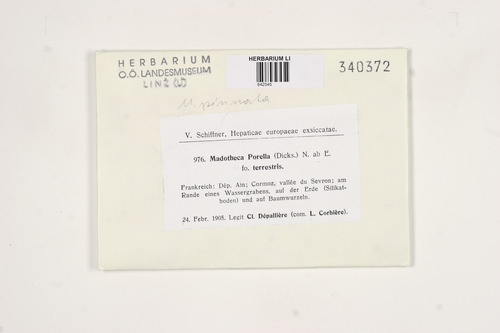 HERBARIUM
O.Ö. LANDESMUSEUM
LINZ
HERBARIUM LI
340372
V. Schiffner, Hepaticae europaeae exsiccatae.
976. Madotheca Porella (Dicks.) N. ab E.
fo. terrestris.
Frankreich: Dép. Ain; Cormoz, vallée du Sevron; am
Rande eines Wassergrabens, auf der Erde (Silikat-
boden) und auf Baumwurzeln.
24. Febr. 1908. Legit Cl. Dépallière (com. L. Corbière).